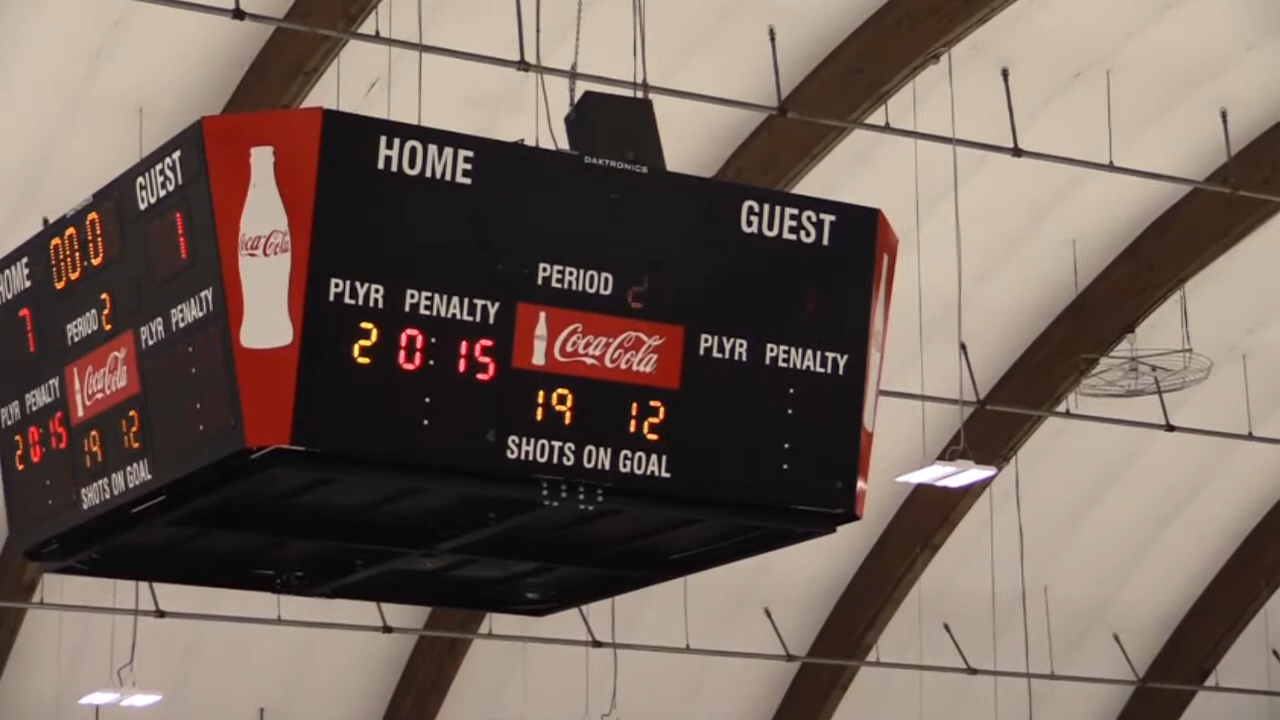 GUEST
00.0
HOME
1
7
PERIOD 2
PLYR PENALTY
Coca-Cola
PLYR PENALTY
2 0:15
19 12
SHOTS ON GOAL
Coca-Cola
DAKTRONICS
HOME
GUEST
PERIOD 2
PLYR PENALTY
2 0:15
Coca-Cola
PLYR PENALTY
19 12
SHOTS ON GOAL